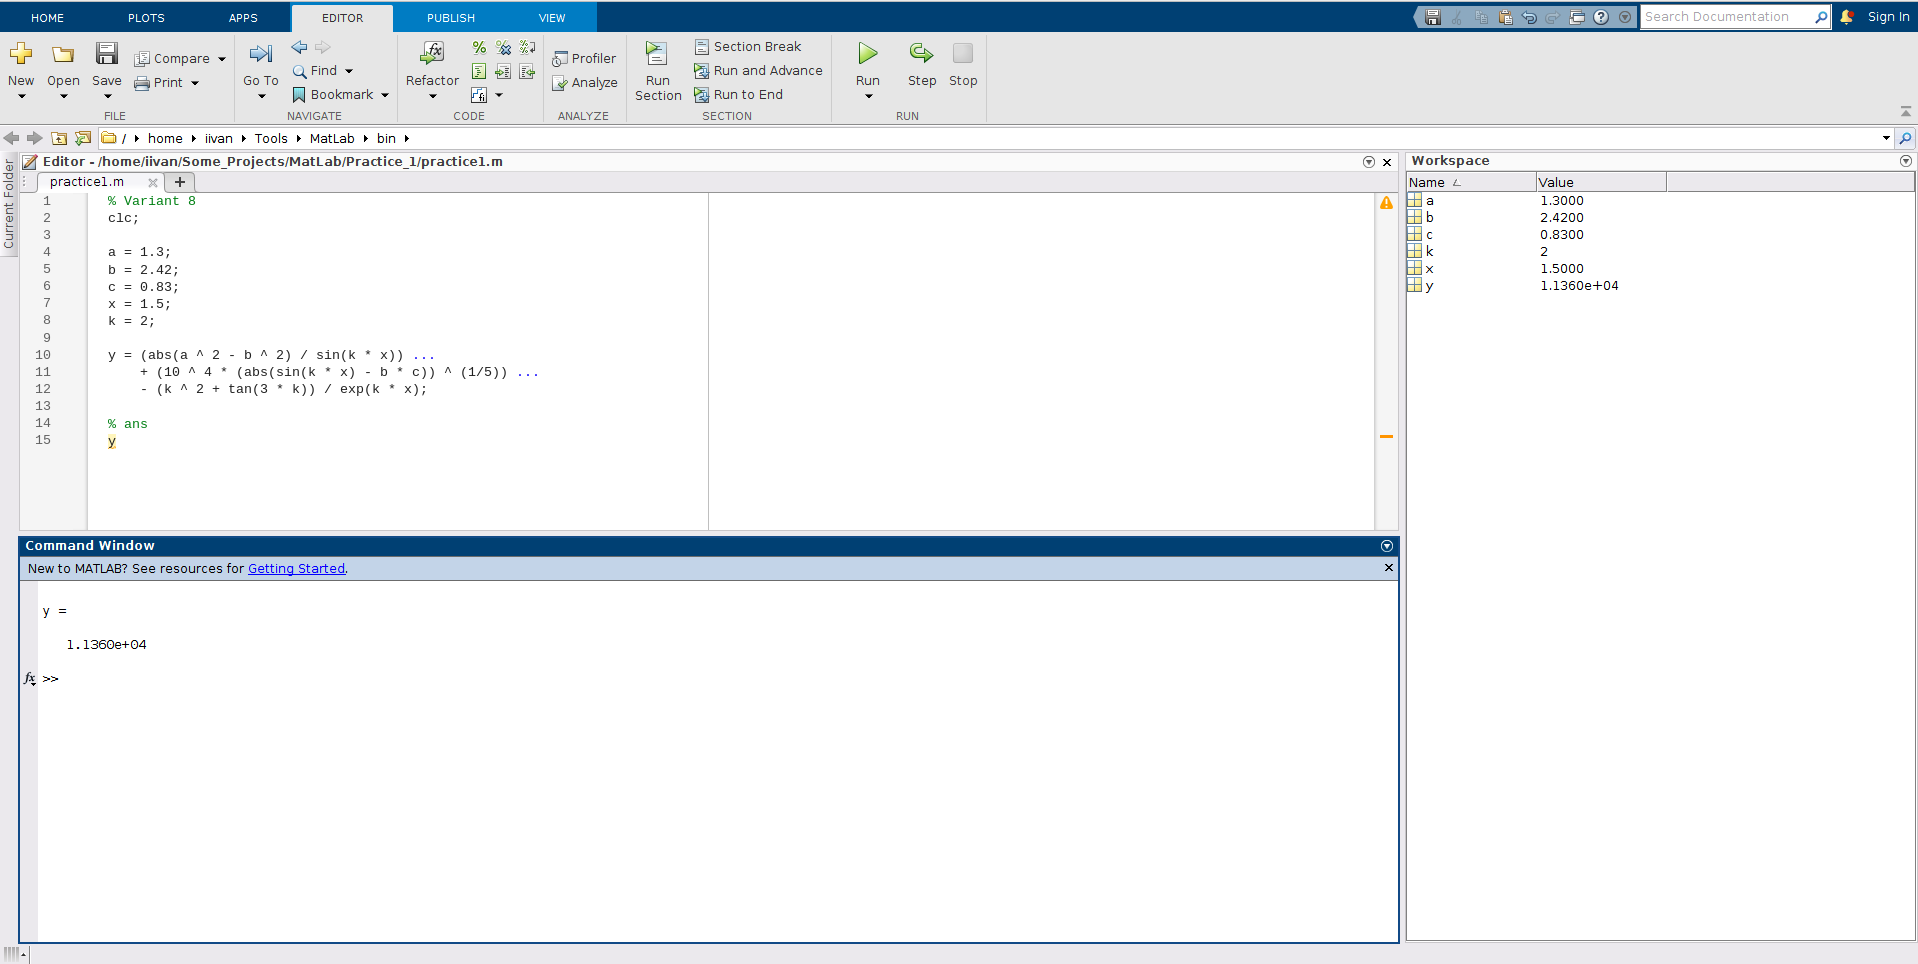 HOME PLOTS APPS EDITOR PUBLISH VIEW Search Documentation Sign In
New Open Save Compare Print
FILE
Go To Find Bookmark
NAVIGATE
Refactor
CODE
Profiler
Analyze
ANALYZE
Run Section
Section Break
Run and Advance
Run to End
SECTION
Run Step Stop
RUN
/ home iivan Tools MatLab bin
Current Folder
Editor - /home/iivan/Some_Projects/MatLab/Practice_1/practice1.m
practice1.m +
1 % Variant 8
2 clc;
3
4 a = 1.3;
5 b = 2.42;
6 c = 0.83;
7 x = 1.5;
8 k = 2;
9
10 y = (abs(a ^ 2 - b ^ 2) / sin(k * x)) ...
11 + (10 ^ 4 * (abs(sin(k * x) - b * c)) ^ (1/5)) ...
12 - (k ^ 2 + tan(3 * k)) / exp(k * x);
13
14 % ans
15 y
Command Window
New to MATLAB? See resources for Getting Started.
y =
1.1360e+04
fx >>
Workspace
Name Value
a 1.3000
b 2.4200
c 0.8300
k 2
x 1.5000
y 1.1360e+04